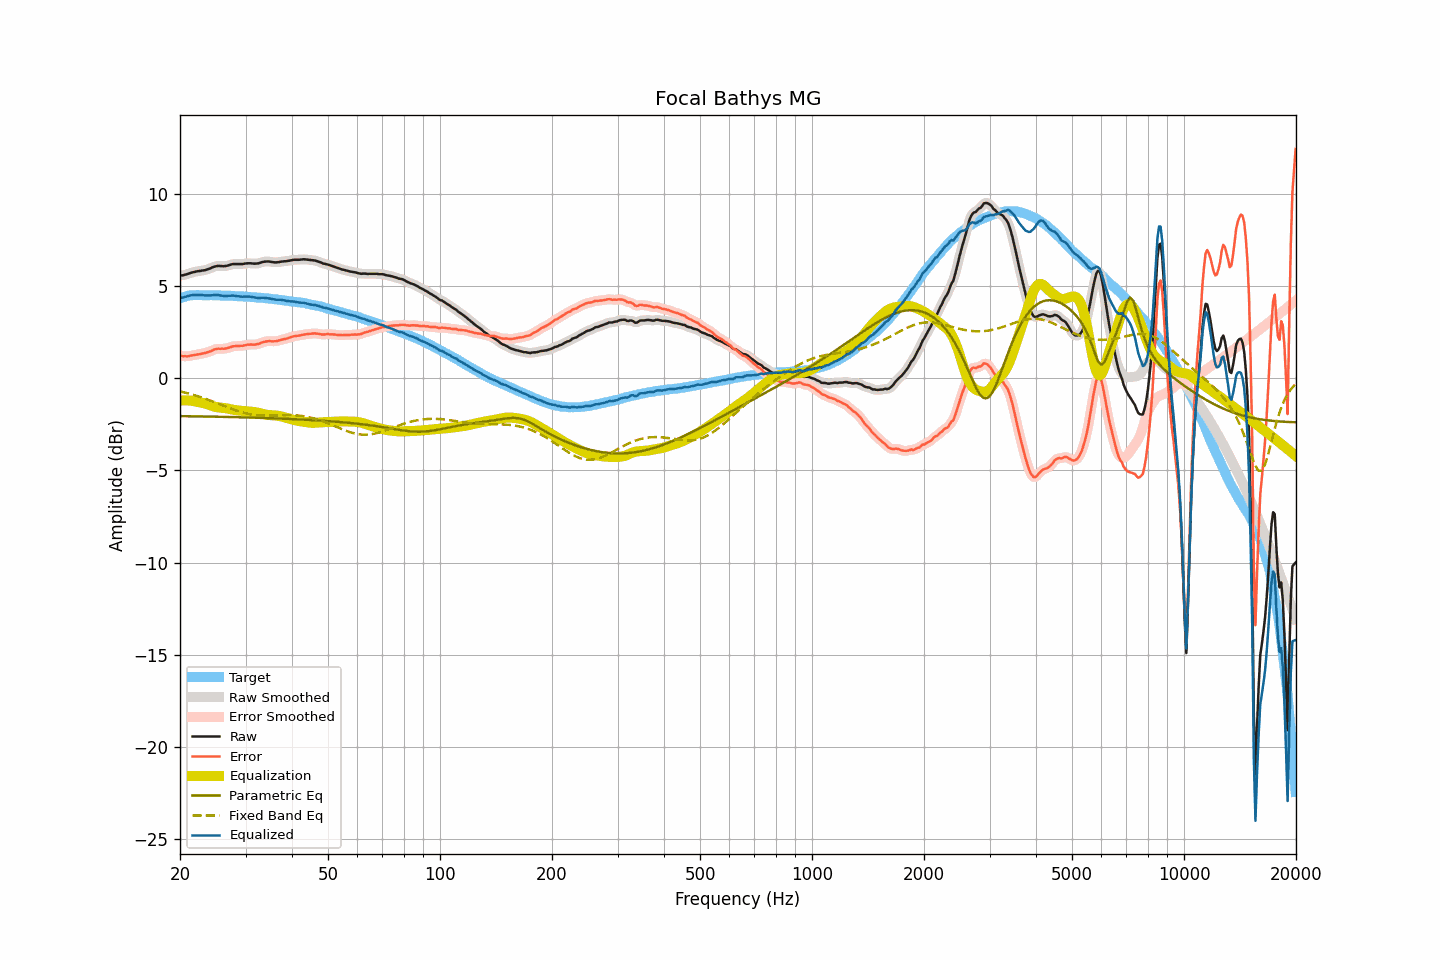 Focal Bathys MG
Amplitude (dBr)
10
5
0
−5
−10
−15
−20
−25
Target
Raw Smoothed
Error Smoothed
Raw
Error
Equalization
Parametric Eq
Fixed Band Eq
Equalized
20 50 100 200 500 1000 2000 5000 10000 20000
Frequency (Hz)